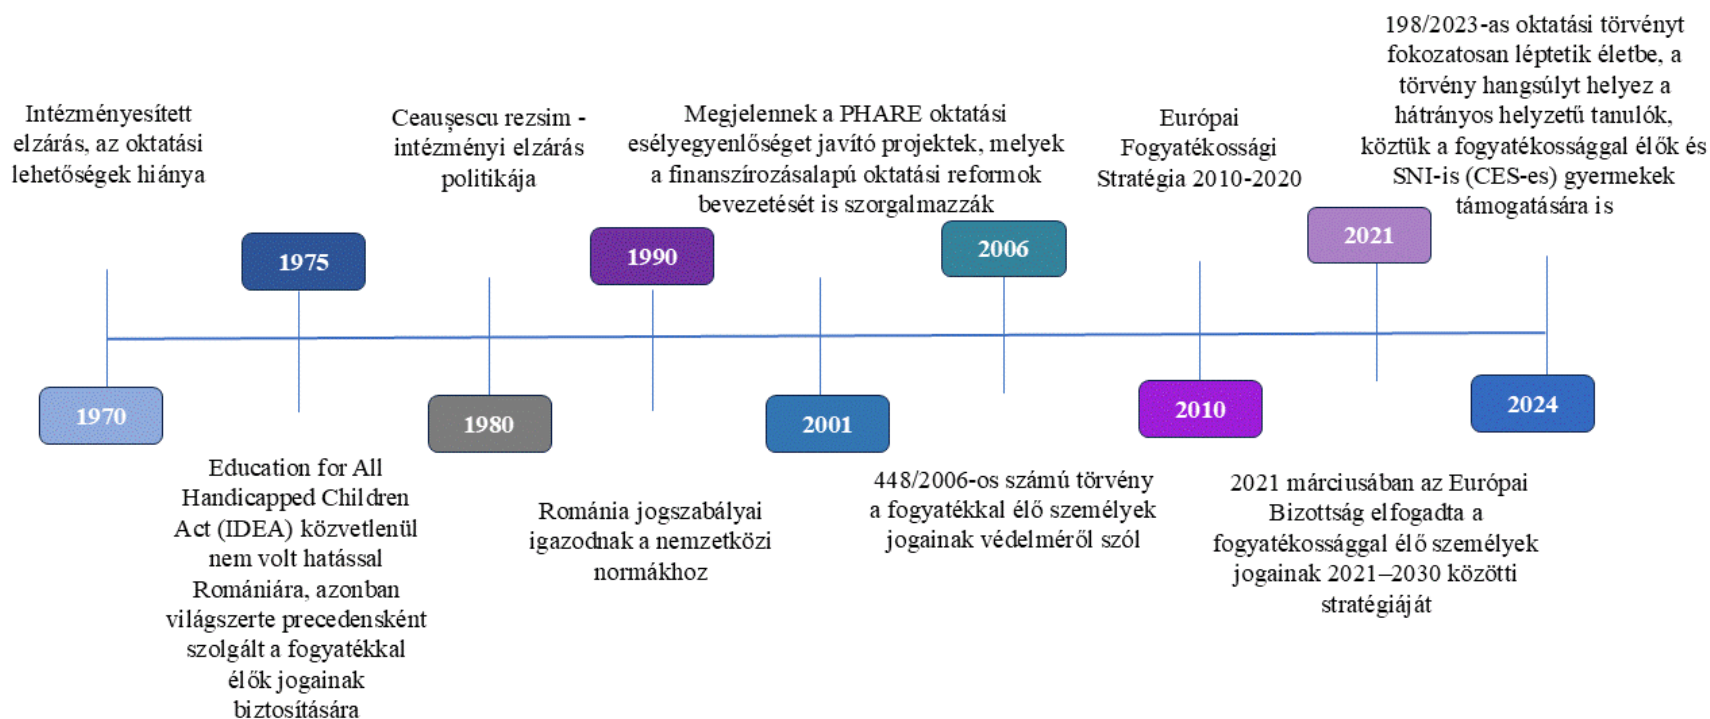 Intézményesített
elzárás, az oktatási
lehetőségek hiánya
1970
1975
Education for All
Handicapped Children
Act (IDEA) közvetlenül
nem volt hatással
Romániára, azonban
világszerte precedensként
szolgált a fogyatékkal
élők jogainak
biztosítására
Ceaușescu rezsim -
intézményi elzárás
politikája
1980
1990
Románia jogszabályai
igazodnak a nemzetközi
normákhoz
Megjelennek a PHARE oktatási
esélyegyenlőséget javító projektek, melyek
a finanszírozásalapú oktatási reformok
bevezetését is szorgalmazzák
2001
2006
448/2006-os számú törvény
a fogyatékkal élő személyek
jogainak védelméről szól
Európai
Fogyatékossági
Stratégia 2010-2020
2010
2021
2021 márciusában az Európai
Bizottság elfogadta a
fogyatékossággal élő személyek
jogainak 2021–2030 közötti
stratégiáját
198/2023-as oktatási törvényt
fokozatosan léptetik életbe, a
törvény hangsúlyt helyez a
hátrányos helyzetű tanulók,
köztük a fogyatékossággal élők és
SNI-is (CES-es) gyermekek
támogatására is
2024